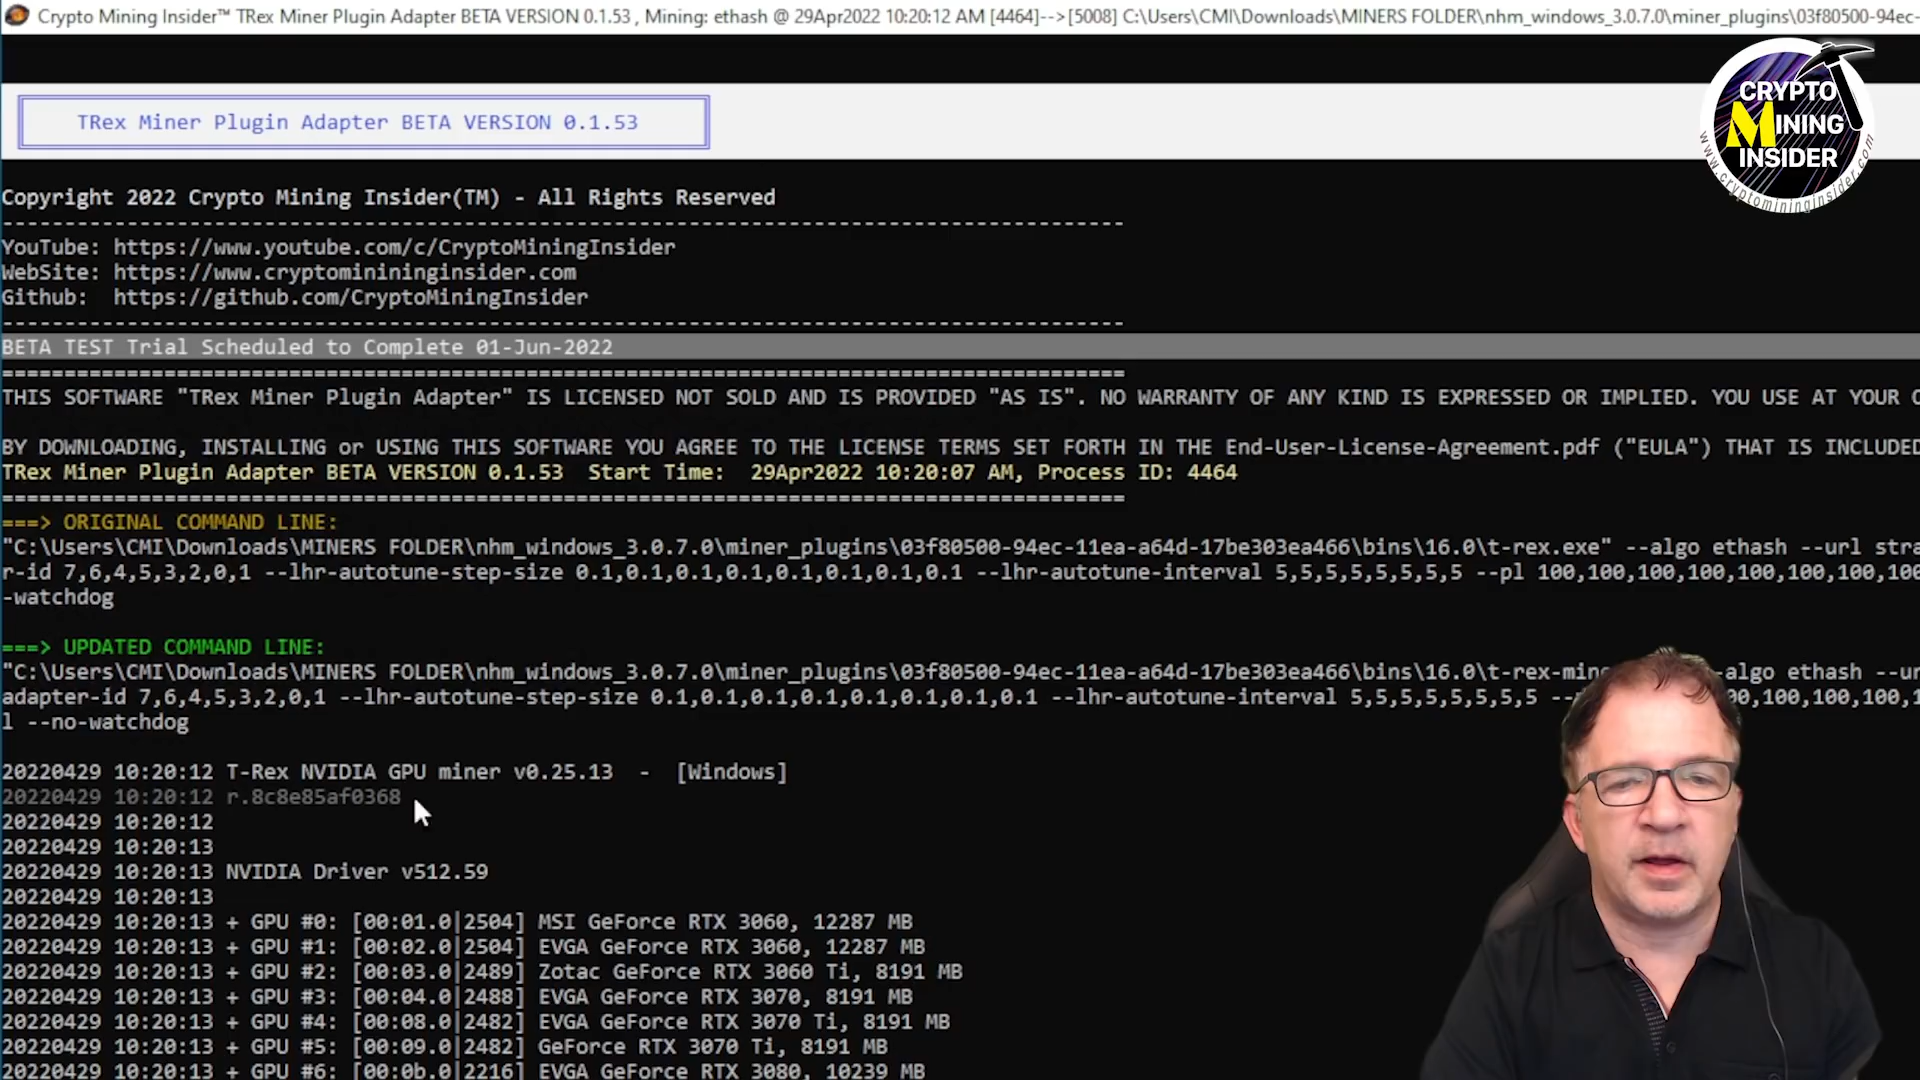 Crypto Mining Insider™ TRex Miner Plugin Adapter BETA VERSION 0.1.53 , Mining: ethash @ 29Apr2022 10:20:12 AM [4464]-->[5008] C:\Users\CMI\Downloads\MINERS FOLDER\nhm_windows_3.0.7.0\miner_plugins\03f80500-94ec-
CRYPTO
MINING
INSIDER
www.cryptomininginsider.com
TRex Miner Plugin Adapter BETA VERSION 0.1.53
Copyright 2022 Crypto Mining Insider(TM) - All Rights Reserved
------------------------------------------------------------------------------------------
YouTube: https://www.youtube.com/c/CryptoMiningInsider
WebSite: https://www.cryptominininginsider.com
Github:  https://github.com/CryptoMiningInsider
------------------------------------------------------------------------------------------
BETA TEST Trial Scheduled to Complete 01-Jun-2022
==========================================================================================
THIS SOFTWARE "TRex Miner Plugin Adapter" IS LICENSED NOT SOLD AND IS PROVIDED "AS IS". NO WARRANTY OF ANY KIND IS EXPRESSED OR IMPLIED. YOU USE AT YOUR
BY DOWNLOADING, INSTALLING or USING THIS SOFTWARE YOU AGREE TO THE LICENSE TERMS SET FORTH IN THE End-User-License-Agreement.pdf ("EULA") THAT IS INCLUDED
TRex Miner Plugin Adapter BETA VERSION 0.1.53  Start Time:  29Apr2022 10:20:07 AM, Process ID: 4464
==========================================================================================
===> ORIGINAL COMMAND LINE:
"C:\Users\CMI\Downloads\MINERS FOLDER\nhm_windows_3.0.7.0\miner_plugins\03f80500-94ec-11ea-a64d-17be303ea466\bins\16.0\t-rex.exe" --algo ethash --url stra
r-id 7,6,4,5,3,2,0,1 --lhr-autotune-step-size 0.1,0.1,0.1,0.1,0.1,0.1,0.1,0.1 --lhr-autotune-interval 5,5,5,5,5,5,5,5 --pl 100,100,100,100,100,100,100,100
-watchdog
===> UPDATED COMMAND LINE:
"C:\Users\CMI\Downloads\MINERS FOLDER\nhm_windows_3.0.7.0\miner_plugins\03f80500-94ec-11ea-a64d-17be303ea466\bins\16.0\t-rex-min -algo ethash --ur
adapter-id 7,6,4,5,3,2,0,1 --lhr-autotune-step-size 0.1,0.1,0.1,0.1,0.1,0.1,0.1,0.1 --lhr-autotune-interval 5,5,5,5,5,5,5,5 -- 00,100,100,100,1
l --no-watchdog
20220429 10:20:12 T-Rex NVIDIA GPU miner v0.25.13  -  [Windows]
20220429 10:20:12 r.8c8e85af0368
20220429 10:20:12
20220429 10:20:13
20220429 10:20:13 NVIDIA Driver v512.59
20220429 10:20:13
20220429 10:20:13 + GPU #0: [00:01.0|2504] MSI GeForce RTX 3060, 12287 MB
20220429 10:20:13 + GPU #1: [00:02.0|2504] EVGA GeForce RTX 3060, 12287 MB
20220429 10:20:13 + GPU #2: [00:03.0|2489] Zotac GeForce RTX 3060 Ti, 8191 MB
20220429 10:20:13 + GPU #3: [00:04.0|2488] EVGA GeForce RTX 3070, 8191 MB
20220429 10:20:13 + GPU #4: [00:08.0|2482] EVGA GeForce RTX 3070 Ti, 8191 MB
20220429 10:20:13 + GPU #5: [00:09.0|2482] GeForce RTX 3070 Ti, 8191 MB
20220429 10:20:13 + GPU #6: [00:0b.0|2216] EVGA GeForce RTX 3080, 10239 MB